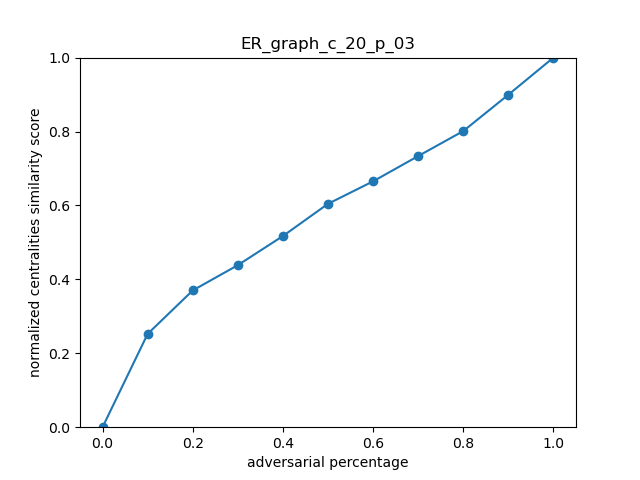 ER_graph_c_20_p_03
normalized centralities similarity score
1.0
0.8
0.6
0.4
0.2
0.0
0.0 0.2 0.4 0.6 0.8 1.0
adversarial percentage